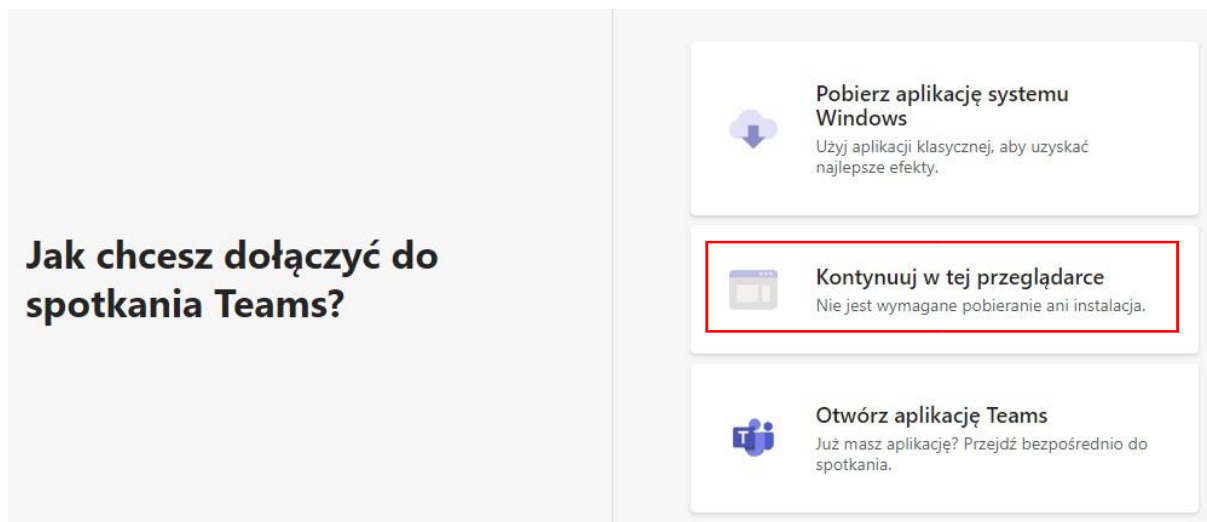 Jak chcesz dołączyć do
spotkania Teams?
Pobierz aplikację systemu
Windows
Użyj aplikacji klasycznej, aby uzyskać
najlepsze efekty.
Kontynuuj w tej przeglądarce
Nie jest wymagane pobieranie ani instalacja.
Otwórz aplikację Teams
Już masz aplikację? Przejdź bezpośrednio do
spotkania.